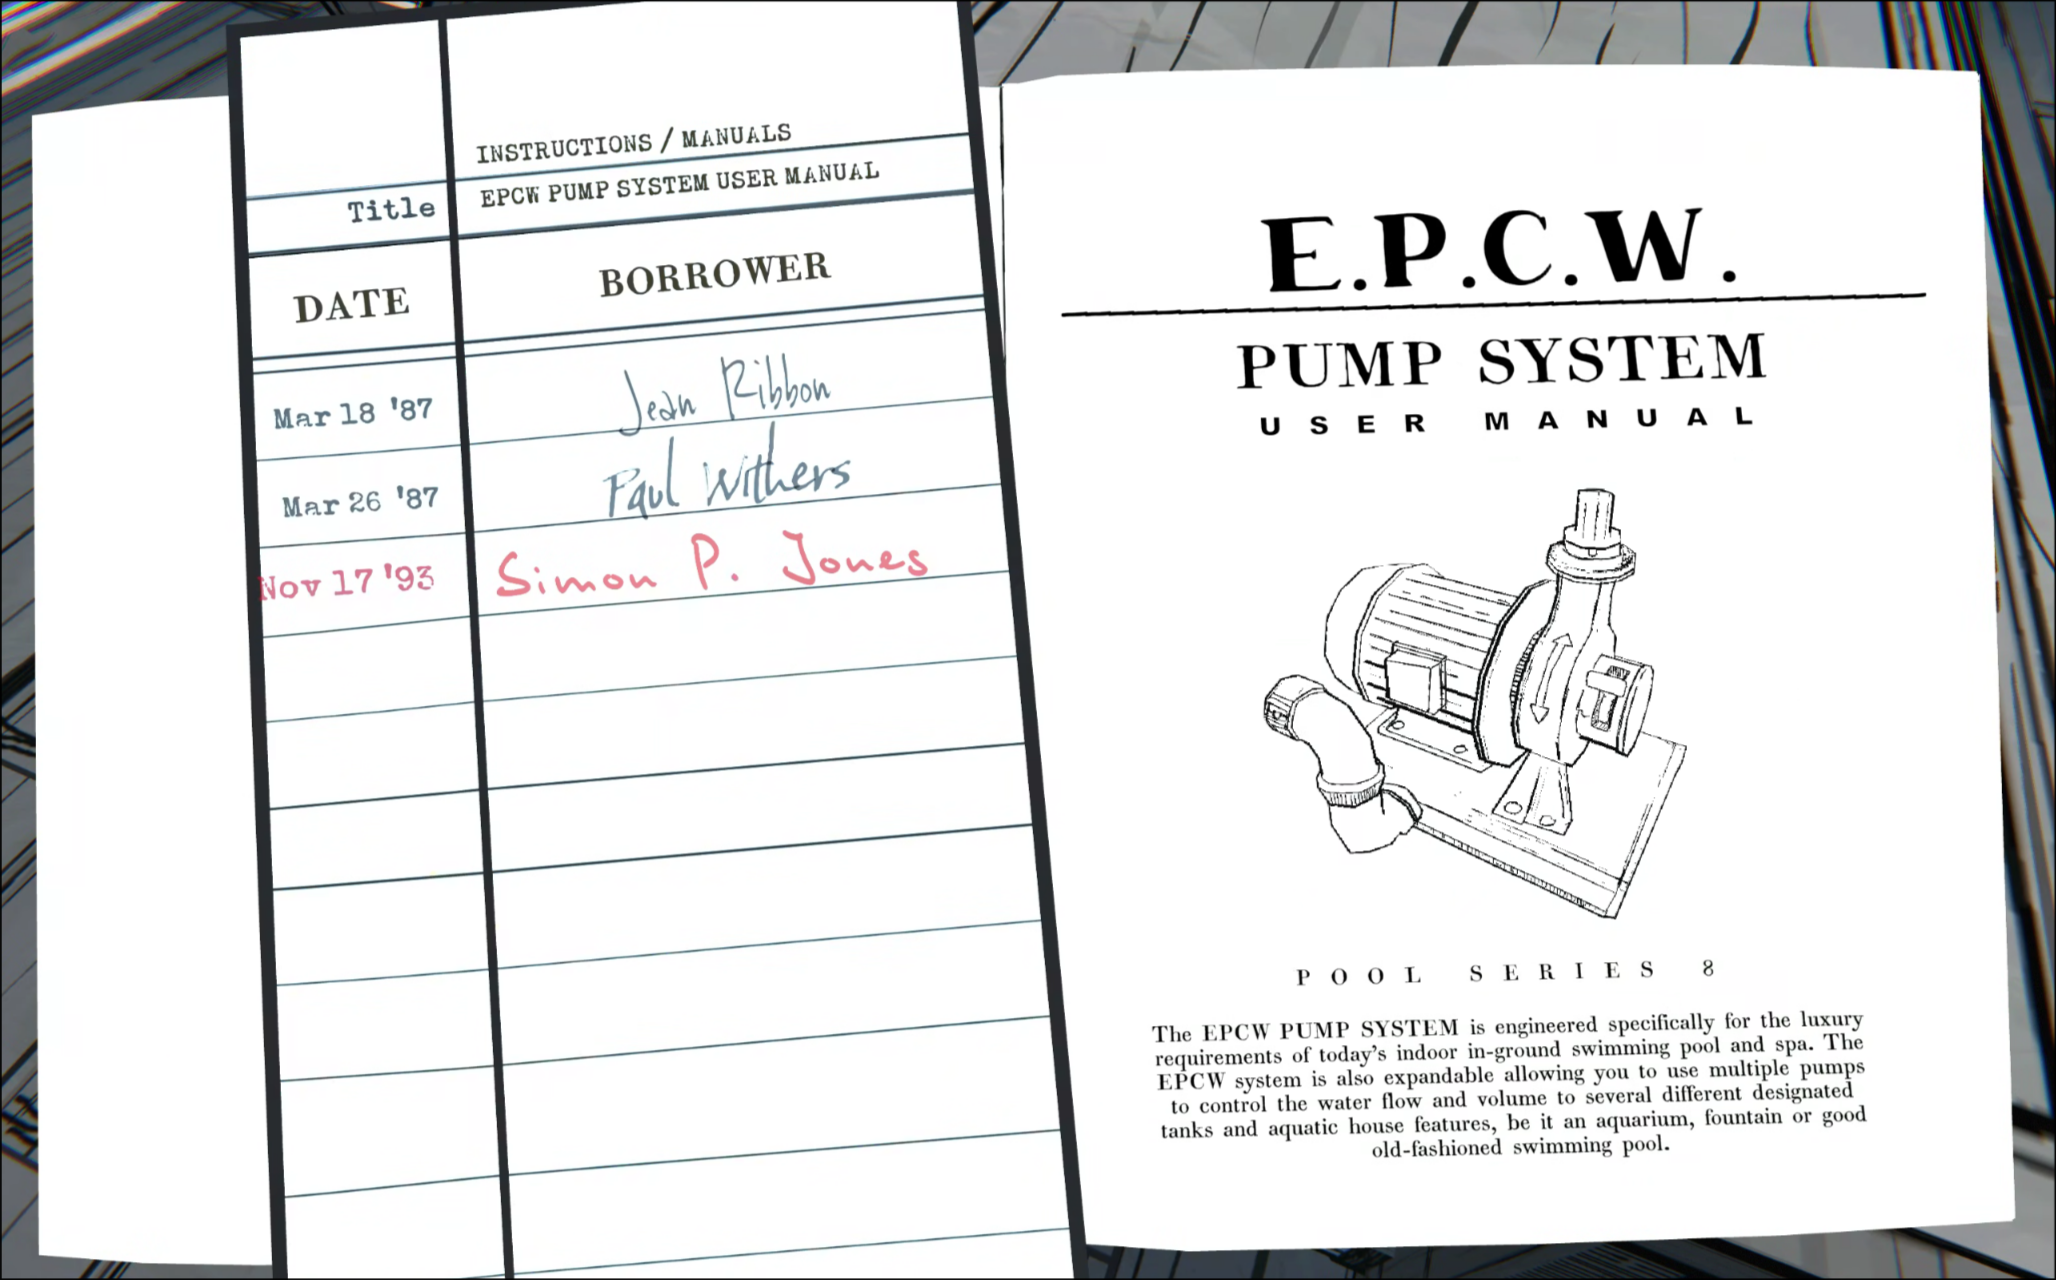 INSTRUCTIONS / MANUALS
Title EPCW PUMP SYSTEM USER MANUAL
DATE BORROWER
Mar 18 '87 Jean Ribbon
Mar 26 '87 Paul Withers
Nov 17 '93 Simon P. Jones
E.P.C.W.
PUMP SYSTEM
USER MANUAL
POOL SERIES 8
The EPCW PUMP SYSTEM is engineered specifically for the luxury
requirements of today's indoor in-ground swimming pool and spa. The
EPCW system is also expandable allowing you to use multiple pumps
to control the water flow and volume to several different designated
tanks and aquatic house features, be it an aquarium, fountain or good
old-fashioned swimming pool.